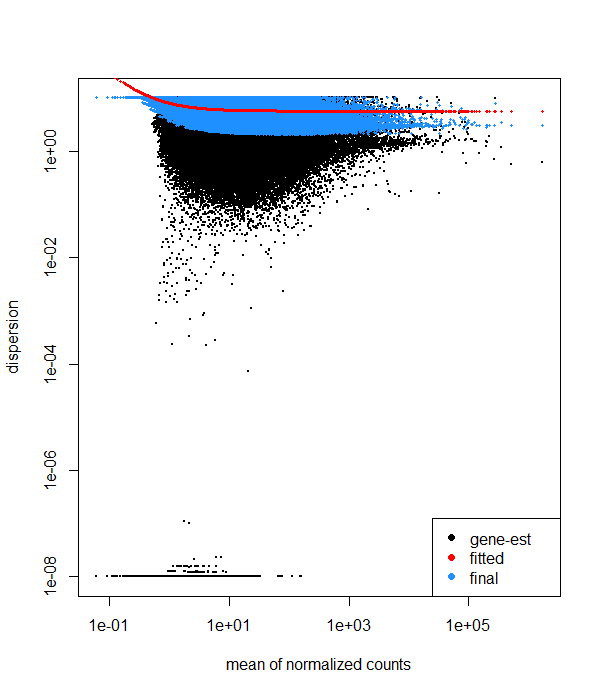 dispersion
1e+00
1e-02
1e-04
1e-06
1e-08
gene-est
fitted
final
1e-01 1e+01 1e+03 1e+05
mean of normalized counts